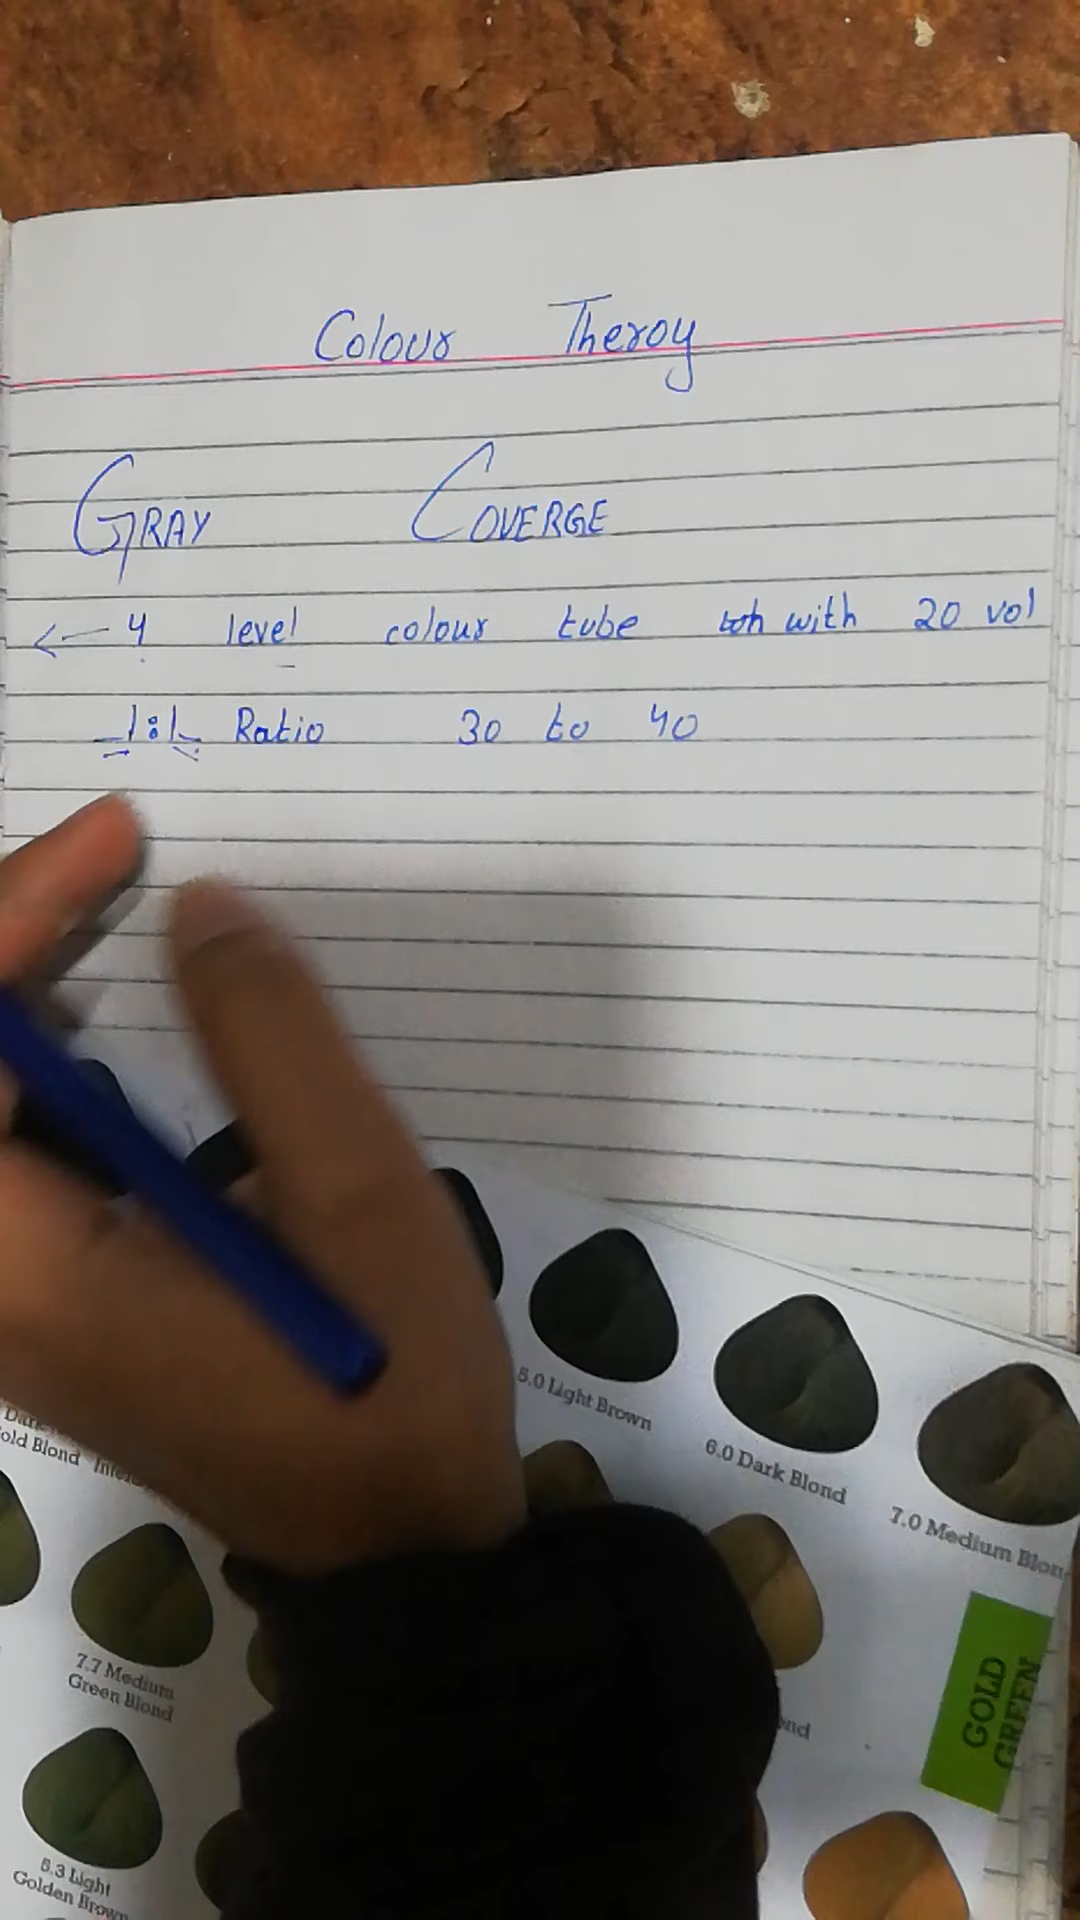 Colour Theroy
GRAY COVERGE
4 level colour tube with 20 vol
1:1 Ratio 30 to 40
5.0 Light Brown
6.0 Dark Blond
7.0 Medium Blon
old Blond
7.7 Medium
Green Blond
GOLD
GREEN
5.3 Light
Golden Brown